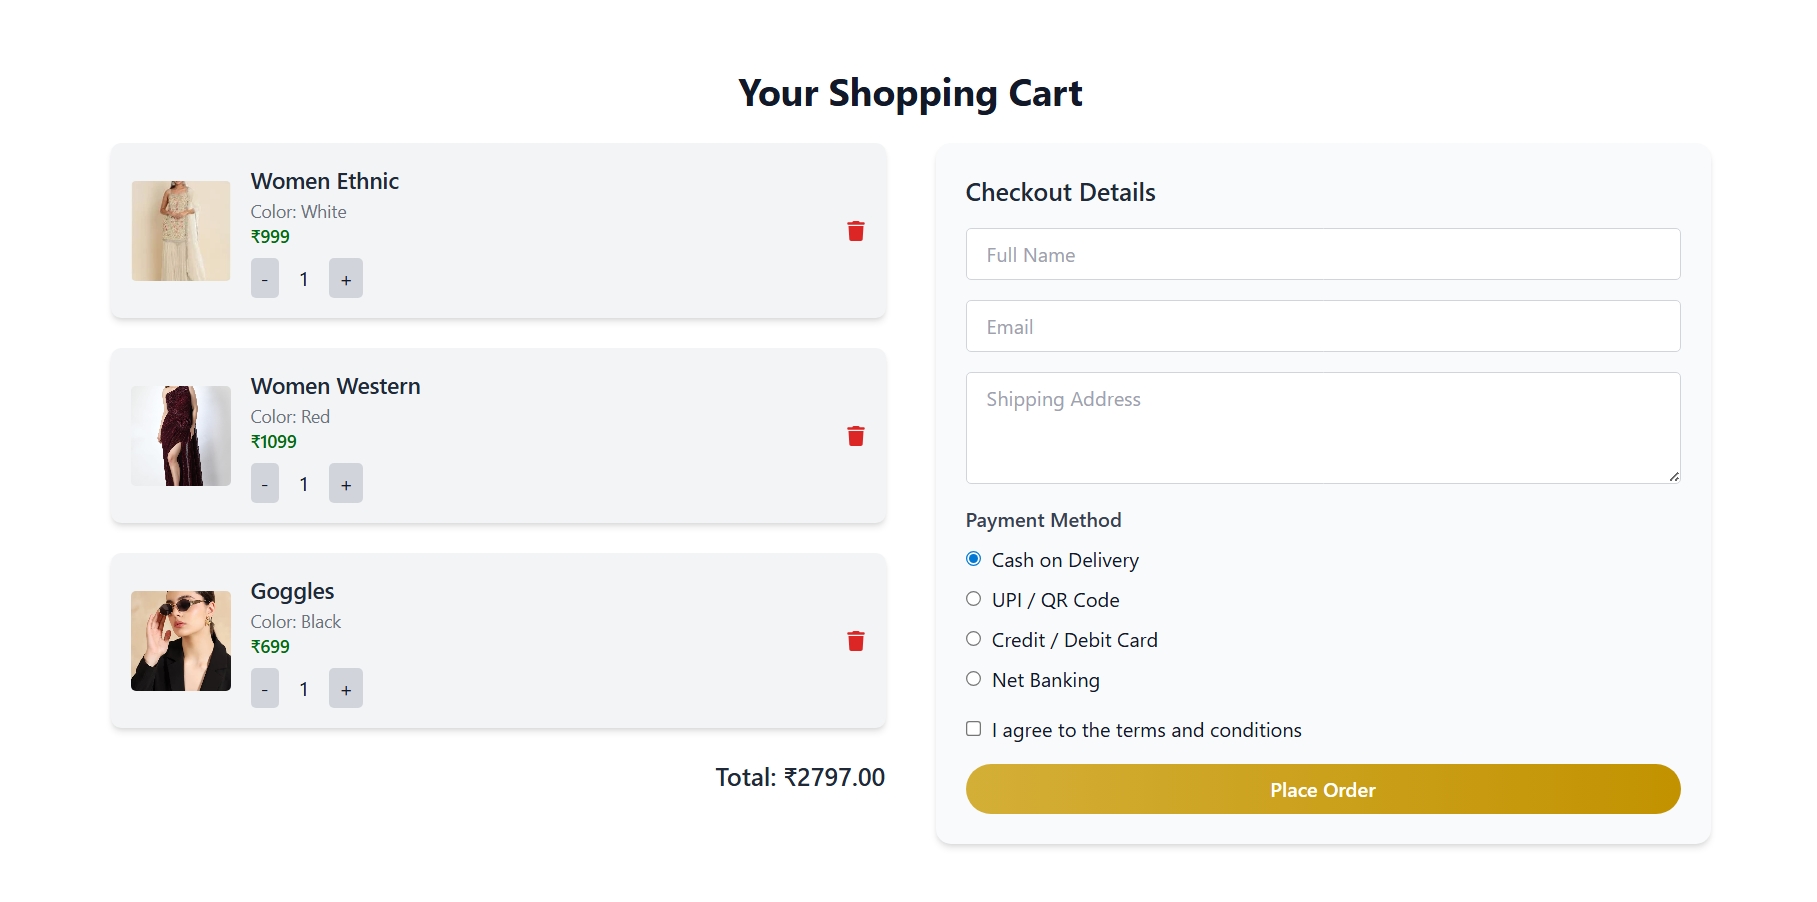 Your Shopping Cart
Women Ethnic
Color: White
₹999
- 1 +
Women Western
Color: Red
₹1099
- 1 +
Goggles
Color: Black
₹699
- 1 +
Total: ₹2797.00
Checkout Details
Full Name
Email
Shipping Address
Payment Method
Cash on Delivery
UPI / QR Code
Credit / Debit Card
Net Banking
I agree to the terms and conditions
Place Order